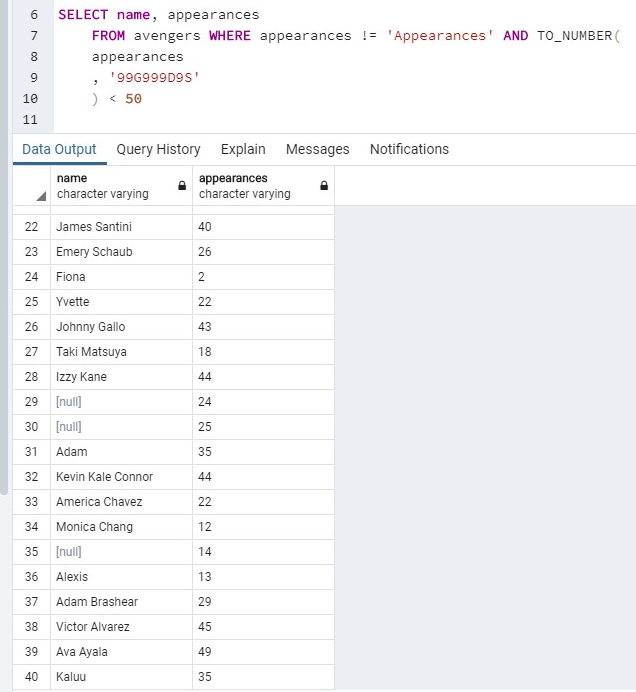 6 SELECT name, appearances
7 FROM avengers WHERE appearances != 'Appearances' AND TO_NUMBER(
8 appearances
9 , '99G999D9S'
10 ) < 50
11
Data Output Query History Explain Messages Notifications
name appearances
character varying character varying
22 James Santini 40
23 Emery Schaub 26
24 Fiona 2
25 Yvette 22
26 Johnny Gallo 43
27 Taki Matsuya 18
28 Izzy Kane 44
29 [null] 24
30 [null] 25
31 Adam 35
32 Kevin Kale Connor 44
33 America Chavez 22
34 Monica Chang 12
35 [null] 14
36 Alexis 13
37 Adam Brashear 29
38 Victor Alvarez 45
39 Ava Ayala 49
40 Kaluu 35